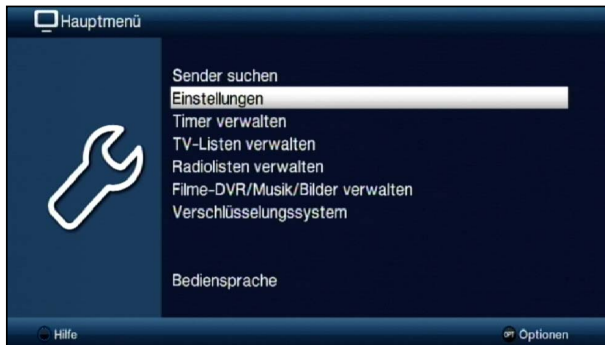 Hauptmenü
Sender suchen
Einstellungen
Timer verwalten
TV-Listen verwalten
Radiolisten verwalten
Filme-DVR/Musik/Bilder verwalten
Verschlüsselungssystem
Bediensprache
Hilfe
OPT Optionen